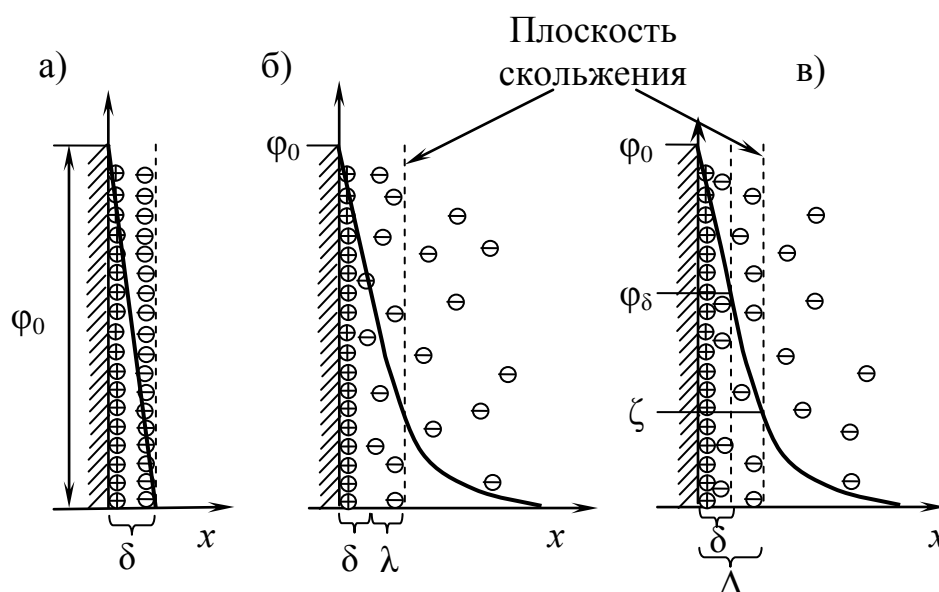 Плоскость
скольжения
а)
б)
в)
φ₀
φ₀
φ₀
φδ
ζ
x
x
x
δ
δ λ
δ
Δ